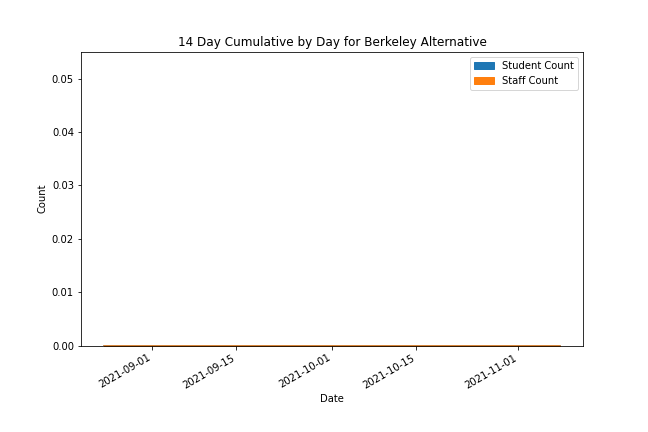 14 Day Cumulative by Day for Berkeley Alternative
Student Count
Staff Count
0.05
0.04
0.03
0.02
0.01
0.00
Count
2021-09-01
2021-09-15
2021-10-01
2021-10-15
2021-11-01
Date